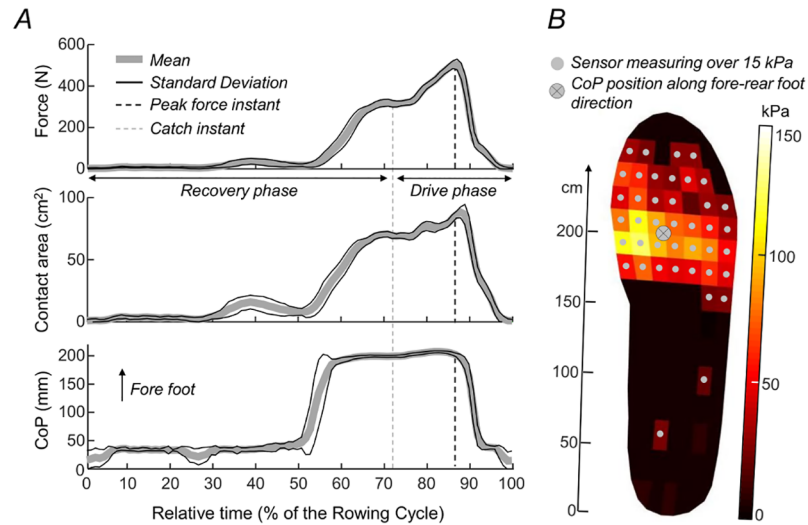 A
600
400
200
0
Force (N)
Mean
Standard Deviation
Peak force instant
Catch instant
Recovery phase
Drive phase
100
50
0
Contact area (cm2)
200
150
100
50
0
CoP (mm)
Fore foot
0 10 20 30 40 50 60 70 80 90 100
Relative time (% of the Rowing Cycle)
B
Sensor measuring over 15 kPa
CoP position along fore-rear foot
direction
kPa
150
100
50
0
cm
200
150
100
50
0